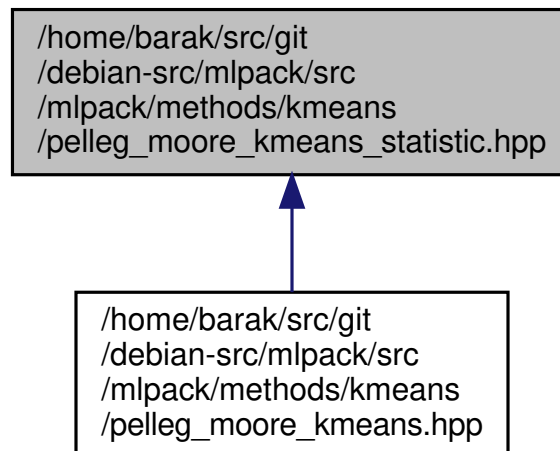 /home/barak/src/git
/debian-src/mlpack/src
/mlpack/methods/kmeans
/pelleg_moore_kmeans_statistic.hpp
/home/barak/src/git
/debian-src/mlpack/src
/mlpack/methods/kmeans
/pelleg_moore_kmeans.hpp